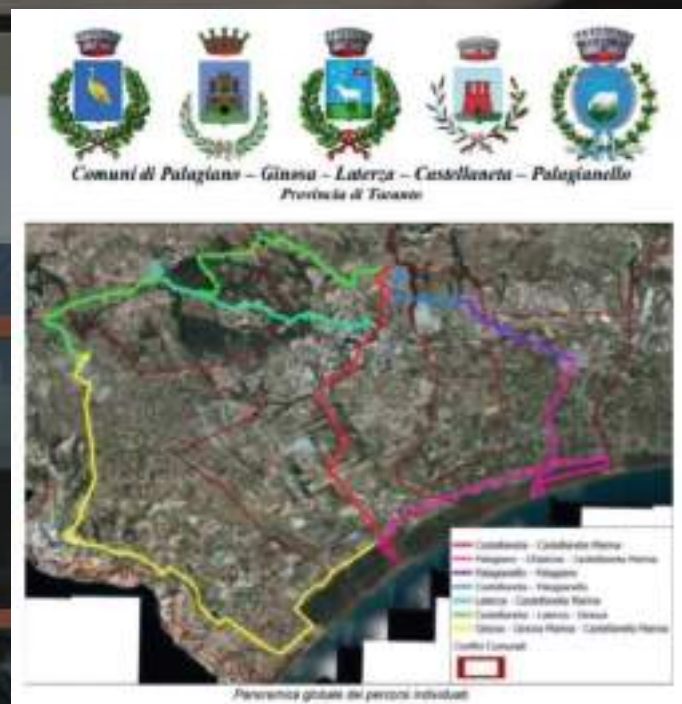 Comuni di Palagiano – Ginosa – Laterza – Castellaneta – Palagianello
Provincia di Taranto
Castellaneta - Castellaneta Marina
Palagiano - Chiatona - Castellaneta Marina
Palagianello - Palagiano
Castellaneta - Palagianello
Laterza - Castellaneta Marina
Castellaneta - Laterza - Ginosa
Ginosa - Ginosa Marina - Castellaneta Marina
Confini Comunali
Panoramica globale dei percorsi individuati